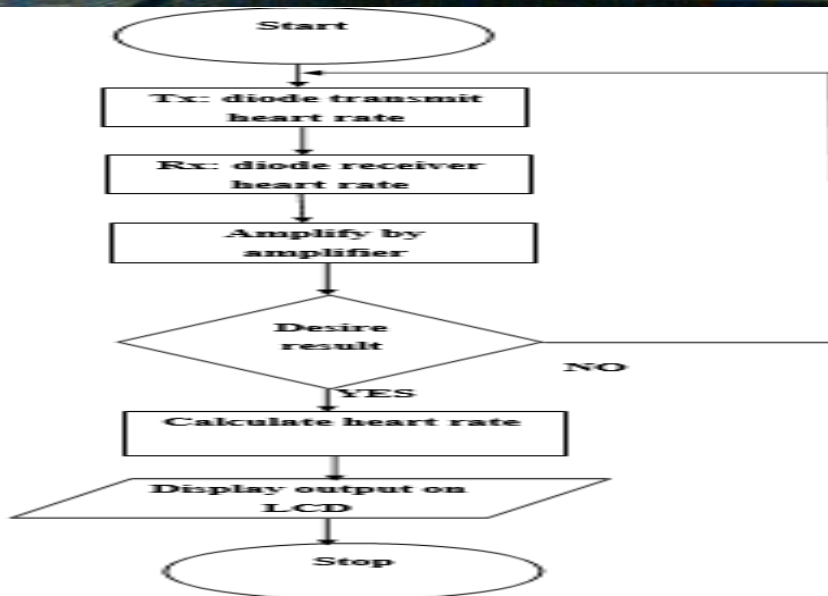 Start
Tx: diode transmit
heart rate
Rx: diode receiver
heart rate
Amplify by
amplifier
Desire
result
NO
YES
Calculate heart rate
Display output on
LCD
Stop